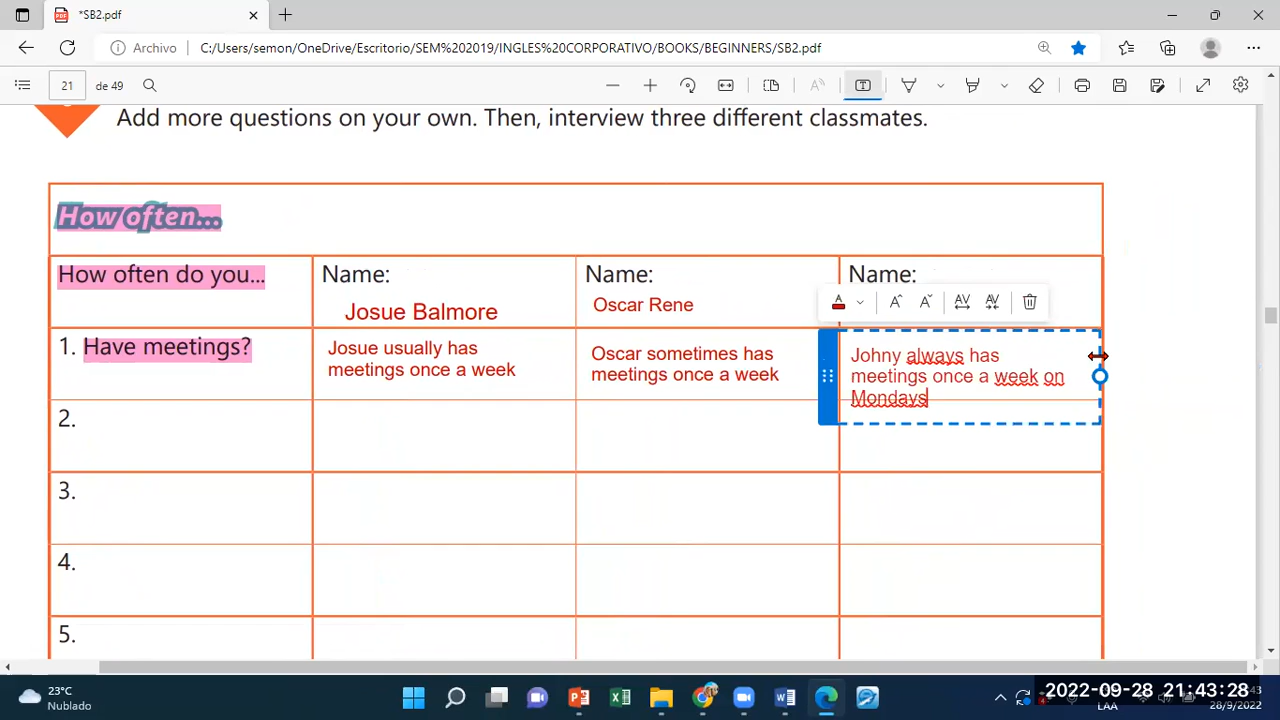 *SB2.pdf
Archivo
C:/Users/semon/OneDrive/Escritorio/SEM%202019/INGLES%20CORPORATIVO/BOOKS/BEGINNERS/SB2.pdf
21 de 49
Add more questions on your own. Then, interview three different classmates.
How often...
How often do you...
Name:
Josue Balmore
Name:
Oscar Rene
Name:
1. Have meetings?
Josue usually has
meetings once a week
Oscar sometimes has
meetings once a week
Johny always has
meetings once a week on
Mondays
2.
3.
4.
5.
23°C
Nublado
2022-09-28 21:43:28
LAA
28/9/2022